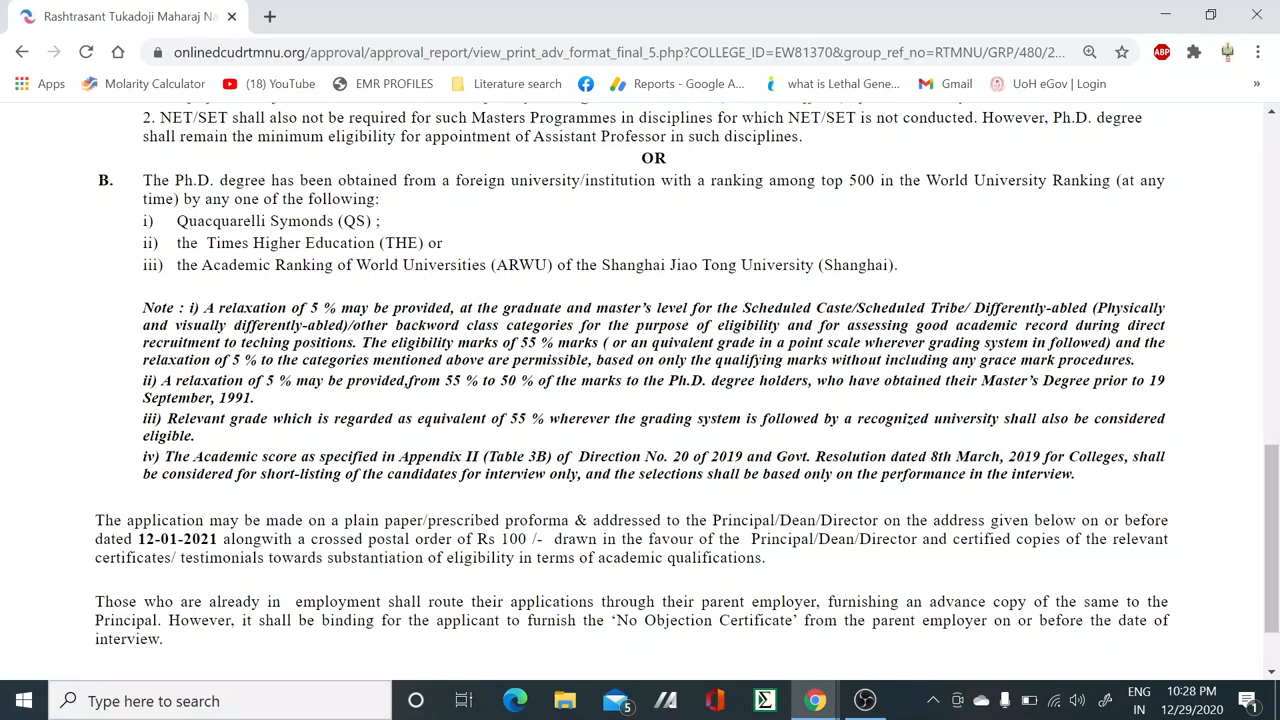 Rashtrasant Tukadoji Maharaj Na
onlinedcudrtmnu.org/approval/approval_report/view_print_adv_format_final_5.php?COLLEGE_ID=EW81370&group_ref_no=RTMNU/GRP/480/2...
ABP
Apps Molarity Calculator (18) YouTube EMR PROFILES Literature search Reports - Google A... what is Lethal Gene... Gmail UoH eGov | Login
2. NET/SET shall also not be required for such Masters Programmes in disciplines for which NET/SET is not conducted. However, Ph.D. degree
shall remain the minimum eligibility for appointment of Assistant Professor in such disciplines.
OR
B. The Ph.D. degree has been obtained from a foreign university/institution with a ranking among top 500 in the World University Ranking (at any
time) by any one of the following:
i) Quacquarelli Symonds (QS) ;
ii) the Times Higher Education (THE) or
iii) the Academic Ranking of World Universities (ARWU) of the Shanghai Jiao Tong University (Shanghai).
Note : i) A relaxation of 5 % may be provided, at the graduate and master's level for the Scheduled Caste/Scheduled Tribe/ Differently-abled (Physically
and visually differently-abled)/other backword class categories for the purpose of eligibility and for assessing good academic record during direct
recruitment to teching positions. The eligibility marks of 55 % marks ( or an quivalent grade in a point scale wherever grading system in followed) and the
relaxation of 5 % to the categories mentioned above are permissible, based on only the qualifying marks without including any grace mark procedures.
ii) A relaxation of 5 % may be provided,from 55 % to 50 % of the marks to the Ph.D. degree holders, who have obtained their Master's Degree prior to 19
September, 1991.
iii) Relevant grade which is regarded as equivalent of 55 % wherever the grading system is followed by a recognized university shall also be considered
eligible.
iv) The Academic score as specified in Appendix II (Table 3B) of Direction No. 20 of 2019 and Govt. Resolution dated 8th March, 2019 for Colleges, shall
be considered for short-listing of the candidates for interview only, and the selections shall be based only on the performance in the interview.
The application may be made on a plain paper/prescribed proforma & addressed to the Principal/Dean/Director on the address given below on or before
dated 12-01-2021 alongwith a crossed postal order of Rs 100 /- drawn in the favour of the Principal/Dean/Director and certified copies of the relevant
certificates/ testimonials towards substantiation of eligibility in terms of academic qualifications.
Those who are already in employment shall route their applications through their parent employer, furnishing an advance copy of the same to the
Principal. However, it shall be binding for the applicant to furnish the 'No Objection Certificate' from the parent employer on or before the date of
interview.
Type here to search 5 ENG 10:28 PM
IN 12/29/2020 1